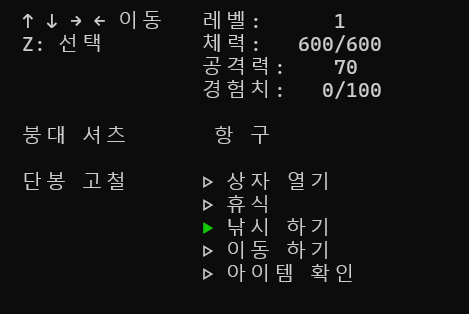 ↑ ↓ → ← 이동 레벨: 1
Z: 선택 체력: 600/600
공격력: 70
경험치: 0/100
붕대 셔츠 항 구
단봉 고철 ▷ 상자 열기
▷ 휴식
▶ 낚시 하기
▷ 이동 하기
▷ 아이템 확인